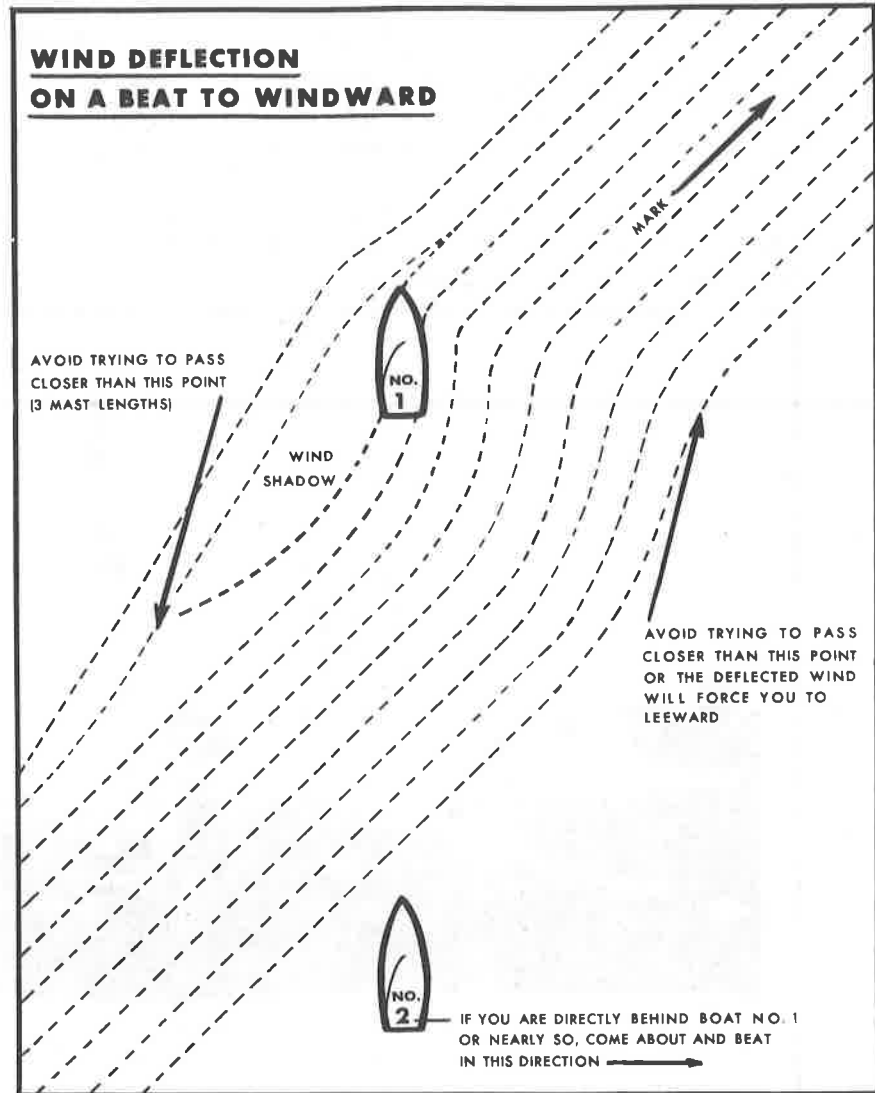 WIND DEFLECTION
ON A BEAT TO WINDWARD
MARK
AVOID TRYING TO PASS
CLOSER THAN THIS POINT
(3 MAST LENGTHS)
NO.
1
WIND
SHADOW
AVOID TRYING TO PASS
CLOSER THAN THIS POINT
OR THE DEFLECTED WIND
WILL FORCE YOU TO
LEEWARD
NO.
2
IF YOU ARE DIRECTLY BEHIND BOAT NO. 1
OR NEARLY SO, COME ABOUT AND BEAT
IN THIS DIRECTION